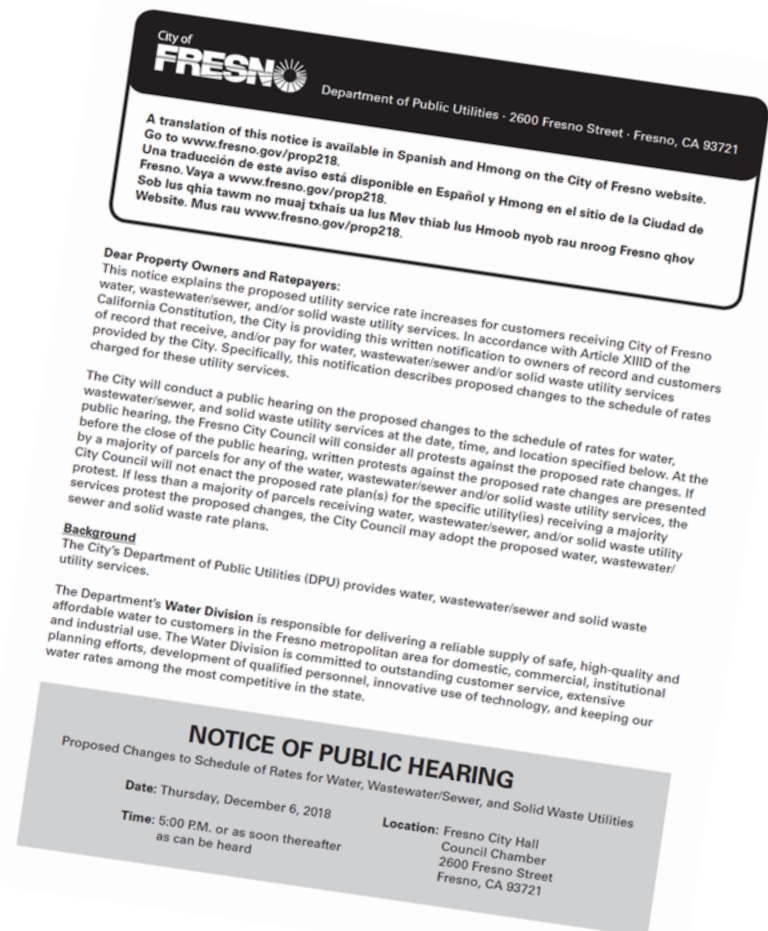 City of
FRESNO
Department of Public Utilities · 2600 Fresno Street · Fresno, CA 93721
A translation of this notice is available in Spanish and Hmong on the City of Fresno website.
Go to www.fresno.gov/prop218.
Una traducción de este aviso está disponible en Español y Hmong en el sitio de la Ciudad de
Fresno. Vaya a www.fresno.gov/prop218.
Sob lus qhia tawm no muaj txhais ua lus Mev thiab lus Hmoob nyob rau nroog Fresno qhov
Website. Mus rau www.fresno.gov/prop218.
Dear Property Owners and Ratepayers:
This notice explains the proposed utility service rate increases for customers receiving City of Fresno
water, wastewater/sewer, and/or solid waste utility services. In accordance with Article XIIID of the
California Constitution, the City is providing this written notification to owners of record and customers
of record that receive, and/or pay for water, wastewater/sewer and/or solid waste utility services
provided by the City. Specifically, this notification describes proposed changes to the schedule of rates
charged for these utility services.
The City will conduct a public hearing on the proposed changes to the schedule of rates for water,
wastewater/sewer, and solid waste utility services at the date, time, and location specified below. At the
public hearing, the Fresno City Council will consider all protests against the proposed rate changes. If
before the close of the public hearing, written protests against the proposed rate changes are presented
by a majority of parcels for any of the water, wastewater/sewer and/or solid waste utility services, the
City Council will not enact the proposed rate plan(s) for the specific utility(ies) receiving a majority
protest. If less than a majority of parcels receiving water, wastewater/sewer, and/or solid waste utility
services protest the proposed changes, the City Council may adopt the proposed water, wastewater/
sewer and solid waste rate plans.
Background
The City's Department of Public Utilities (DPU) provides water, wastewater/sewer and solid waste
utility services.
The Department's Water Division is responsible for delivering a reliable supply of safe, high-quality and
affordable water to customers in the Fresno metropolitan area for domestic, commercial, institutional
and industrial use. The Water Division is committed to outstanding customer service, extensive
planning efforts, development of qualified personnel, innovative use of technology, and keeping our
water rates among the most competitive in the state.
NOTICE OF PUBLIC HEARING
Proposed Changes to Schedule of Rates for Water, Wastewater/Sewer, and Solid Waste Utilities
Date: Thursday, December 6, 2018
Time: 5:00 P.M. or as soon thereafter
as can be heard
Location: Fresno City Hall
Council Chamber
2600 Fresno Street
Fresno, CA 93721